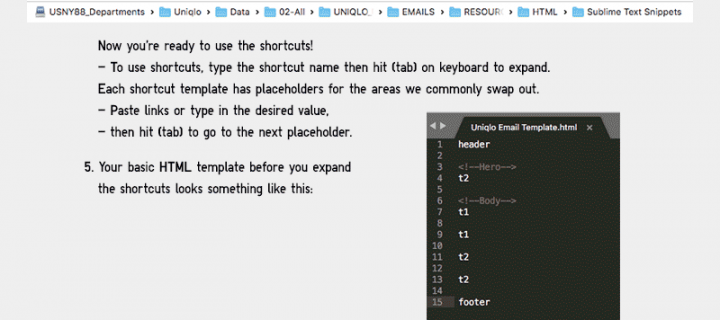 USNY88_Departments › Uniqlo › Data › 02-All › UNIQLO_ › EMAILS › RESOUR › HTML › Sublime Text Snippets
Now you're ready to use the shortcuts!
– To use shortcuts, type the shortcut name then hit (tab) on keyboard to expand.
Each shortcut template has placeholders for the areas we commonly swap out.
– Paste links or type in the desired value,
– then hit (tab) to go to the next placeholder.
5. Your basic HTML template before you expand
the shortcuts looks something like this:
Uniqlo Email Template.html ×
1 header
2
3 <!--Hero-->
4 t2
5
6 <!--Body-->
7 t1
8
9 t1
10
11 t2
12
13 t2
14
15 footer